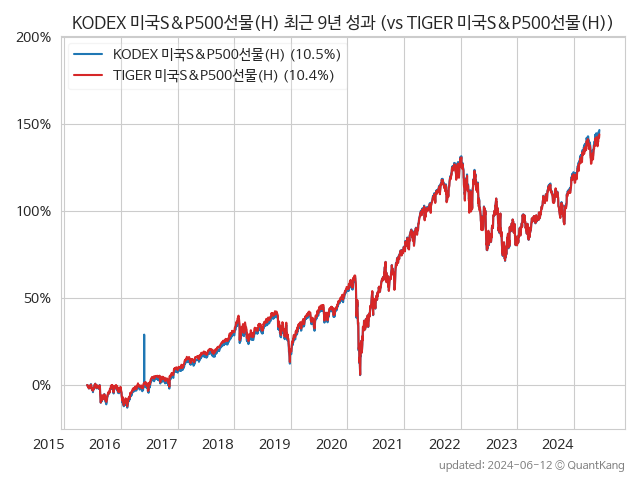 KODEX 미국S&P500선물(H) 최근 9년 성과 (vs TIGER 미국S&P500선물(H))
200%
KODEX 미국S&P500선물(H) (10.5%)
TIGER 미국S&P500선물(H) (10.4%)
150%
100%
50%
0%
2015 2016 2017 2018 2019 2020 2021 2022 2023 2024
updated: 2024-06-12 © QuantKang